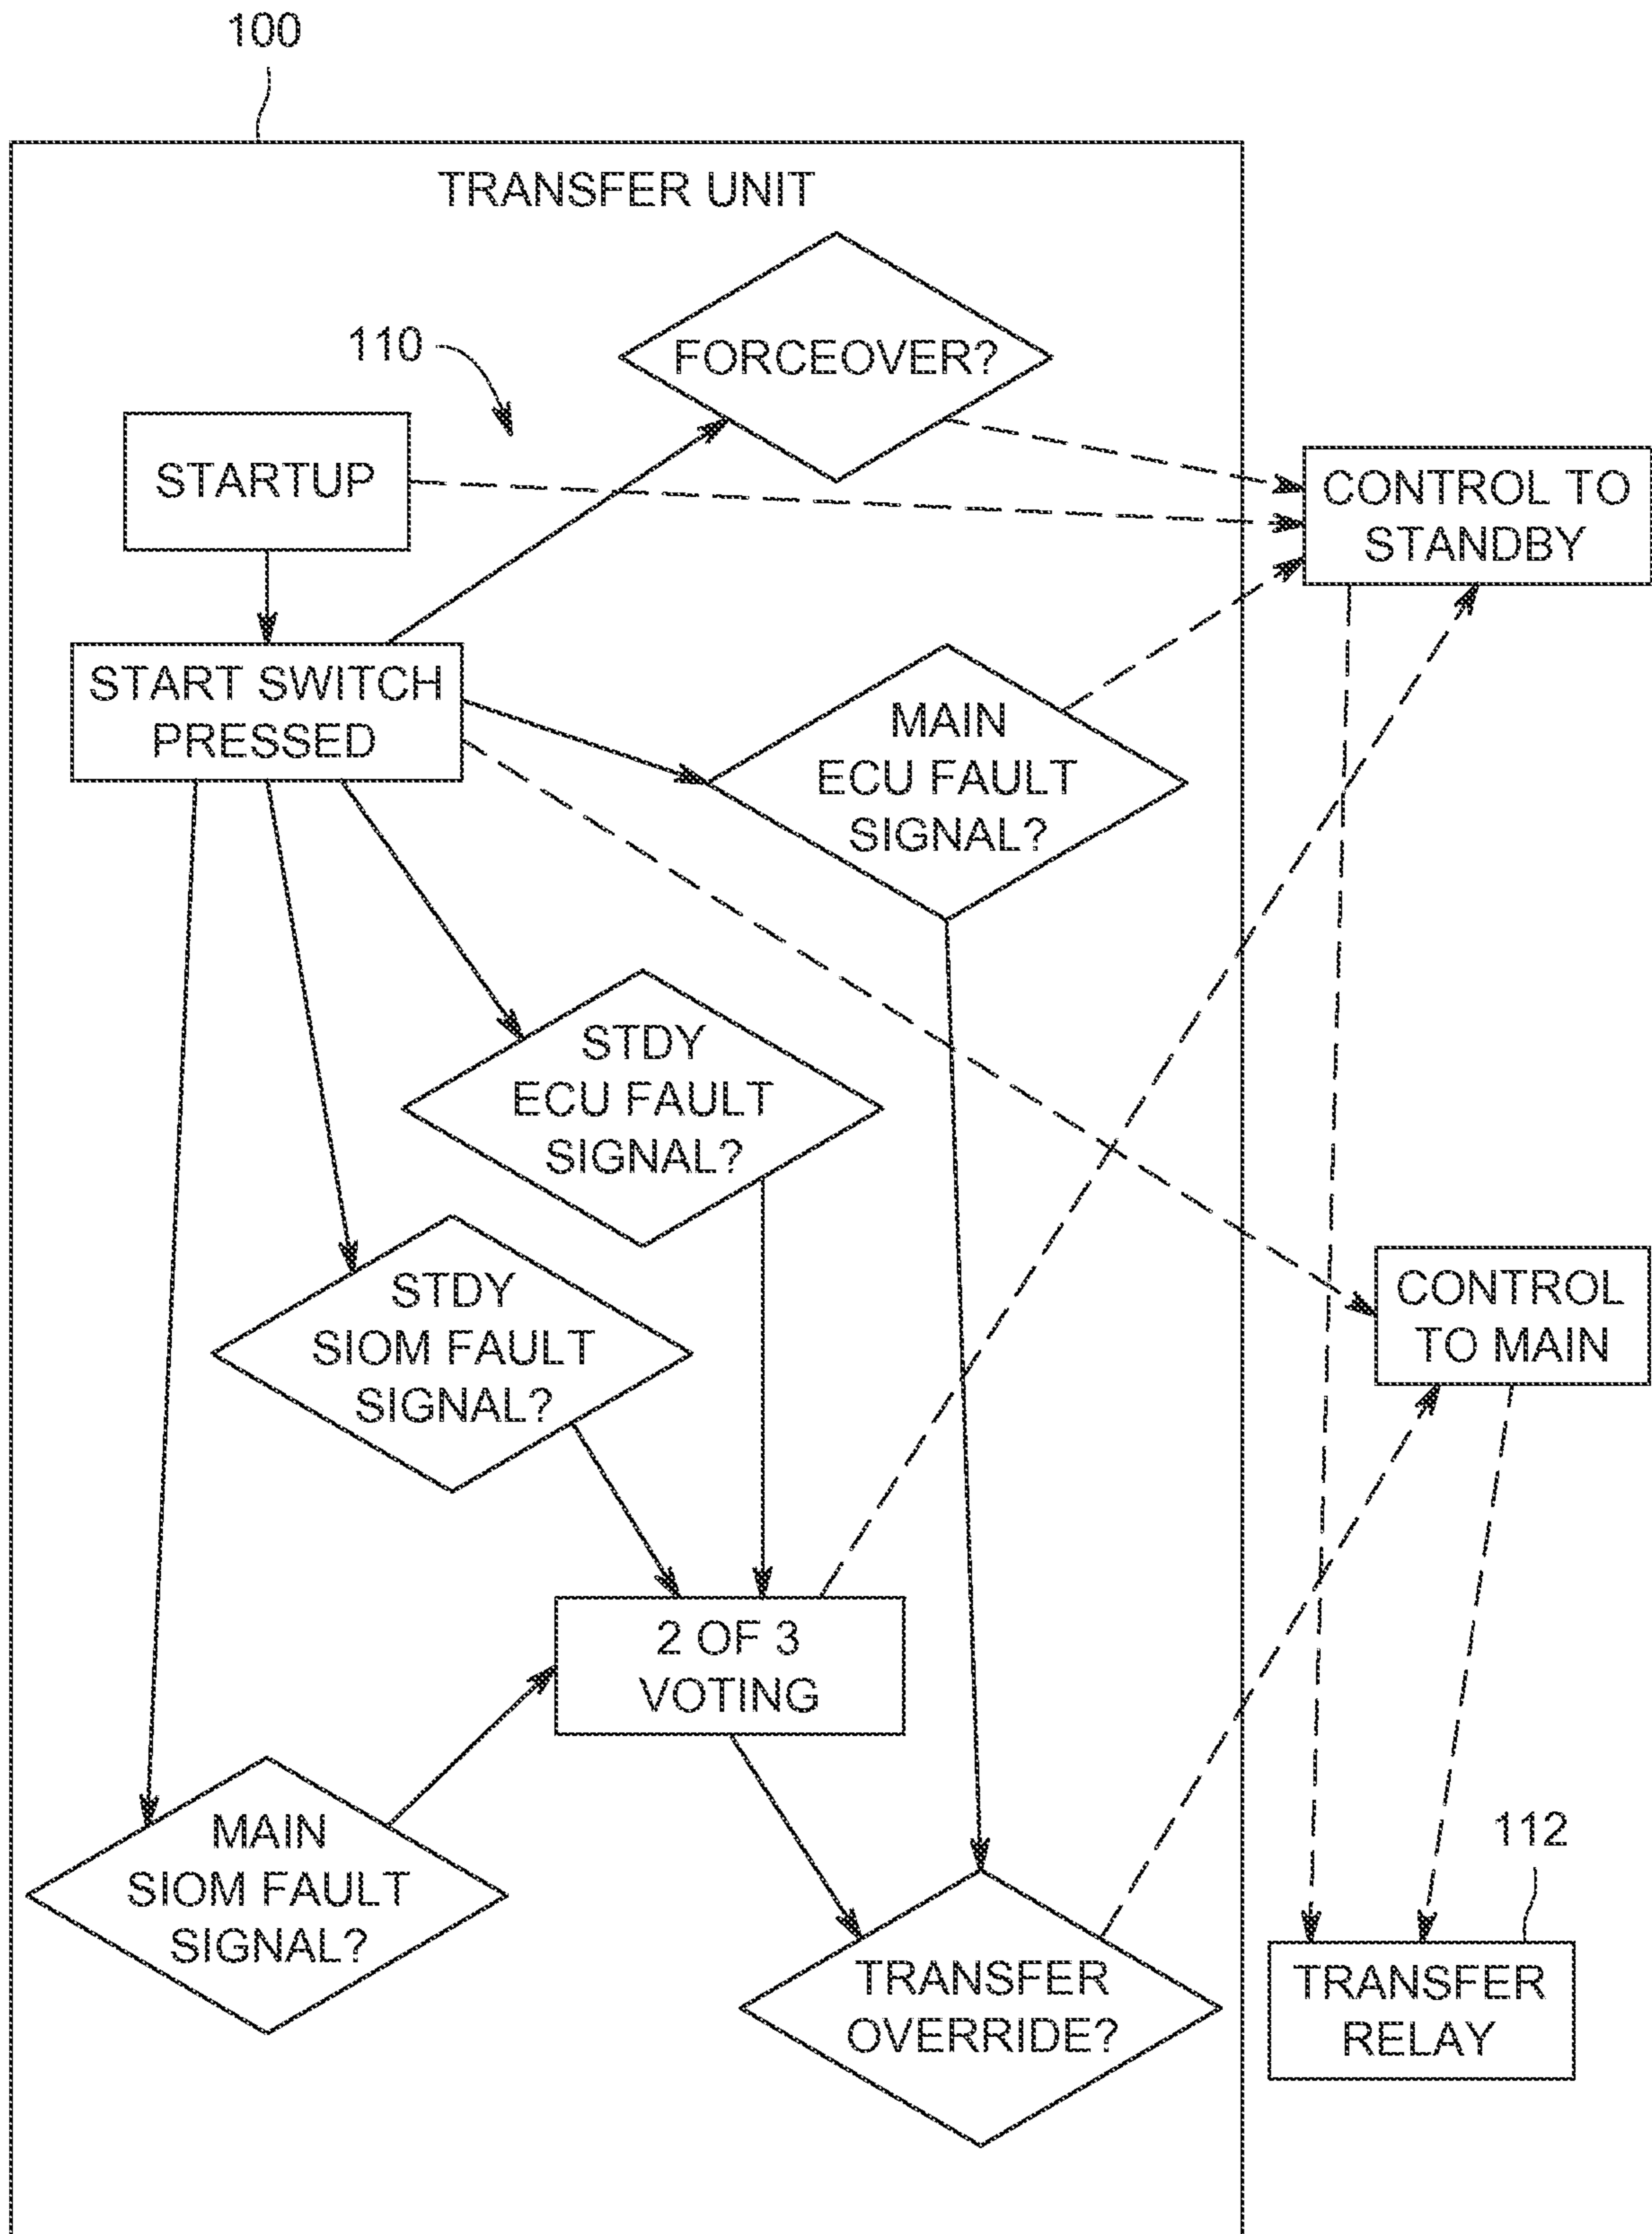 100
TRANSFER UNIT
110
FORCEOVER?
STARTUP
CONTROL TO
STANDBY
START SWITCH
PRESSED
MAIN
ECU FAULT
SIGNAL?
STDY
ECU FAULT
SIGNAL?
STDY
SIOM FAULT
SIGNAL?
CONTROL
TO MAIN
2 OF 3
VOTING
MAIN
SIOM FAULT
SIGNAL?
TRANSFER
OVERRIDE?
112
TRANSFER
RELAY